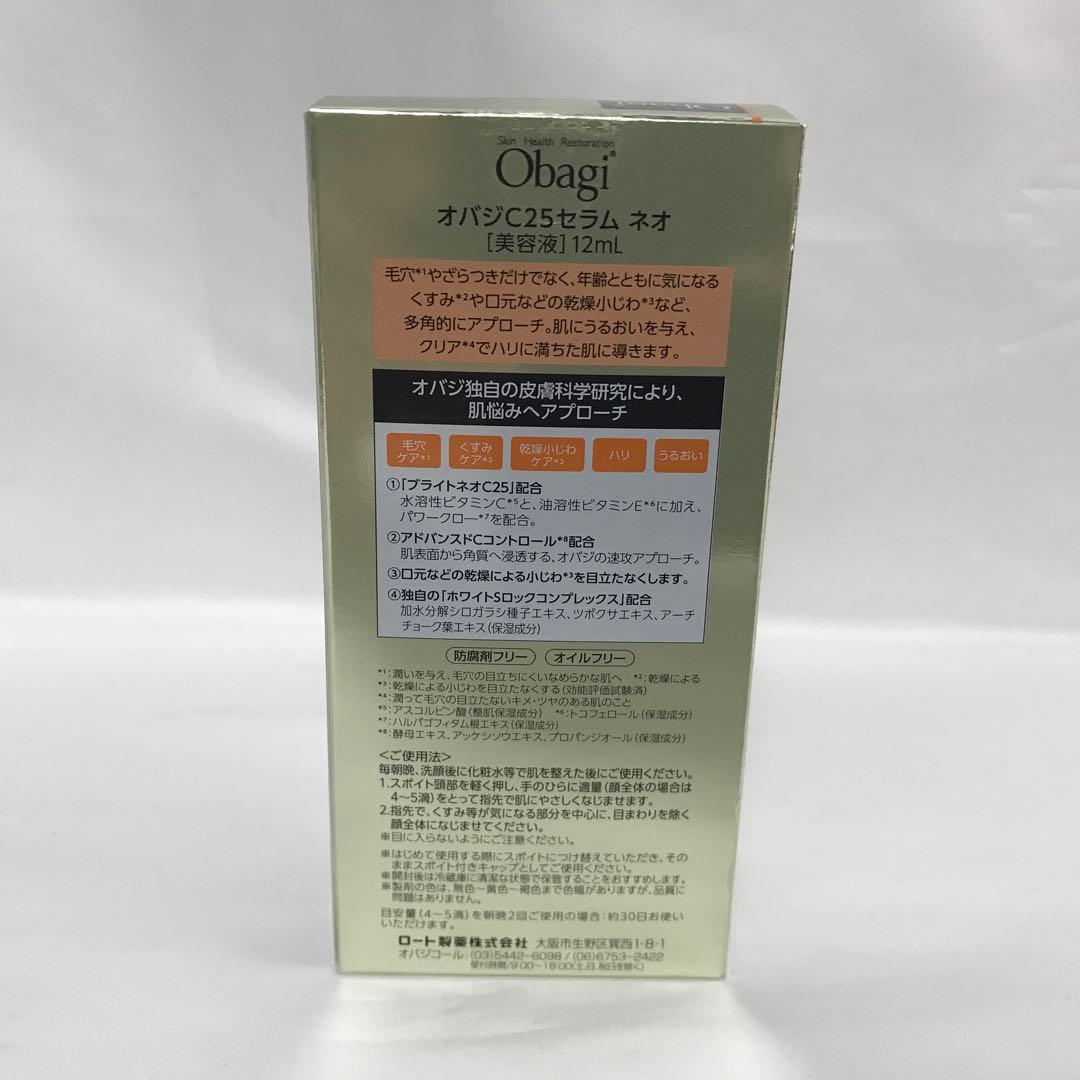 Skin Health Restoration
Obagi®
オバジC25セラム ネオ
[美容液]12mL
毛穴*1やざらつきだけでなく、年齢とともに気になる
くすみ*2や口元などの乾燥小じわ*3など、
多角的にアプローチ。肌にうるおいを与え、
クリア*4でハリに満ちた肌に導きます。
オバジ独自の皮膚科学研究により、
肌悩みへアプローチ
毛穴ケア*1 くすみケア*2 乾燥小じわケア*3 ハリ うるおい
①「ブライトネオC25」配合
水溶性ビタミンC*5と、油溶性ビタミンE*6に加え、
パワークロー*7を配合。
②アドバンスドCコントロール*8配合
肌表面から角質へ浸透する、オバジの速攻アプローチ。
③口元などの乾燥による小じわ*3を目立たなくします。
④独自の「ホワイトSロックコンプレックス」配合
加水分解シロガラシ種子エキス、ツボクサエキス、アーチ
チョーク葉エキス(保湿成分)
防腐剤フリー オイルフリー
*1:潤いを与え、毛穴の目立ちにくいなめらかな肌へ *2:乾燥による
*3:乾燥による小じわを目立たなくする(効能評価試験済)
*4:潤って毛穴の目立たないキメ・ツヤのある肌のこと
*5:アスコルビン酸(整肌保湿成分) *6:トコフェロール(保湿成分)
*7:ハルパゴフィタム根エキス(保湿成分)
*8:酵母エキス、アッケシソウエキス、プロパンジオール(保湿成分)
<ご使用法>
毎朝晩、洗顔後に化粧水等で肌を整えた後にご使用ください。
1.スポイト頭部を軽く押し、手のひらに適量(顔全体の場合は
4〜5滴)をとって指先で肌にやさしくなじませます。
2.指先で、くすみ等が気になる部分を中心に、目まわりを除く
顔全体になじませてください。
※目に入らないようにご注意ください。
※はじめて使用する際にスポイトにつけ替えていただき、その
ままスポイト付きキャップとしてご使用ください。
※開封後は冷蔵庫に清潔な状態で保管することをおすすめします。
※製剤の色は、無色〜黄色〜褐色まで色幅がありますが、品質に
問題はありません。
目安量(4〜5滴)を朝晩2回ご使用の場合:約30日お使い
いただけます。
ロート製薬株式会社 大阪市生野区巽西1-8-1
オバジコール:(03)5442-6098/(06)6753-2422
受付時間/9:00〜18:00(土、日、祝日を除く)